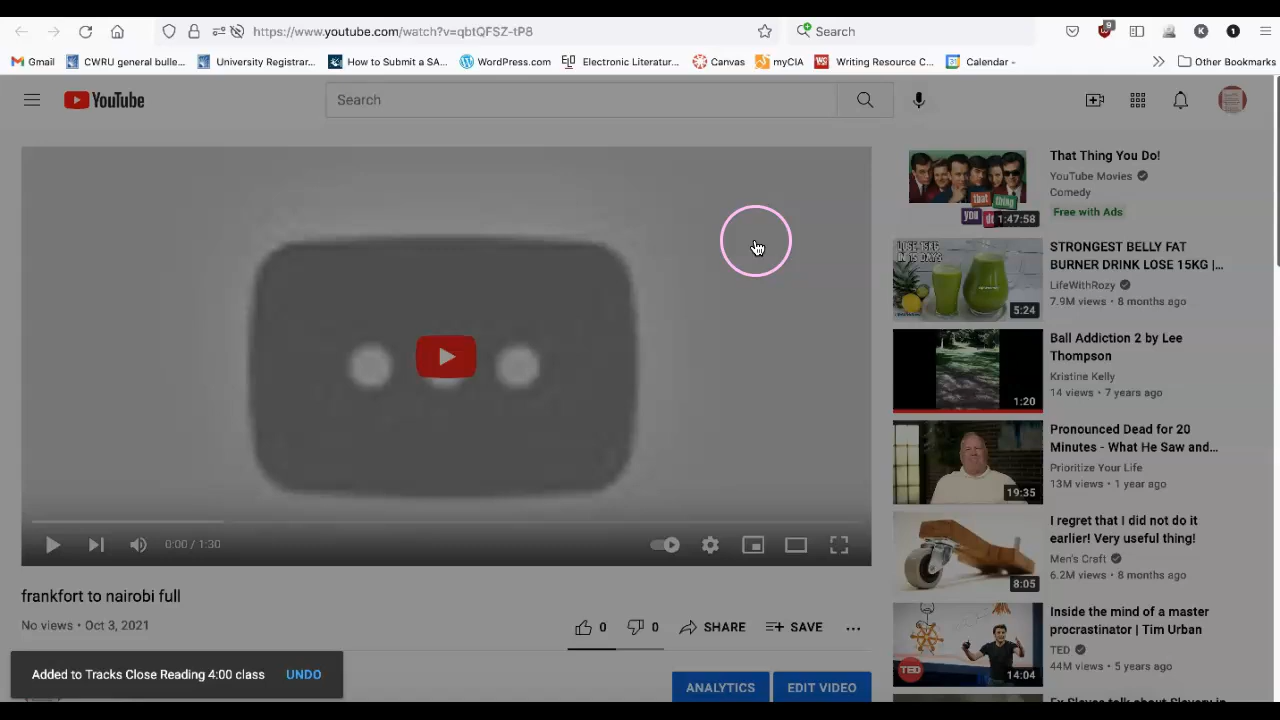 https://www.youtube.com/watch?v=qbtQFSZ-tP8
Search
9
K
1
Gmail
CWRU general bulle...
University Registrar...
How to Submit a SA...
WordPress.com
Electronic Literatur...
Canvas
myCIA
Writing Resource C...
Calendar -
Other Bookmarks
YouTube
Search
That Thing You Do!
YouTube Movies
Comedy
Free with Ads
1:47:58
STRONGEST BELLY FAT
BURNER DRINK LOSE 15KG |...
LifeWithRozy
7.9M views • 8 months ago
LOSE 15KG
IN 15 DAYS
5:24
Ball Addiction 2 by Lee
Thompson
Kristine Kelly
14 views • 7 years ago
1:20
Pronounced Dead for 20
Minutes - What He Saw and...
Prioritize Your Life
13M views • 1 year ago
19:35
I regret that I did not do it
earlier! Very useful thing!
Men's Craft
6.2M views • 8 months ago
8:05
Inside the mind of a master
procrastinator | Tim Urban
TED
44M views • 5 years ago
TED
14:04
0:00 / 1:30
frankfort to nairobi full
No views • Oct 3, 2021
0
0
SHARE
SAVE
Added to Tracks Close Reading 4:00 class
UNDO
ANALYTICS
EDIT VIDEO